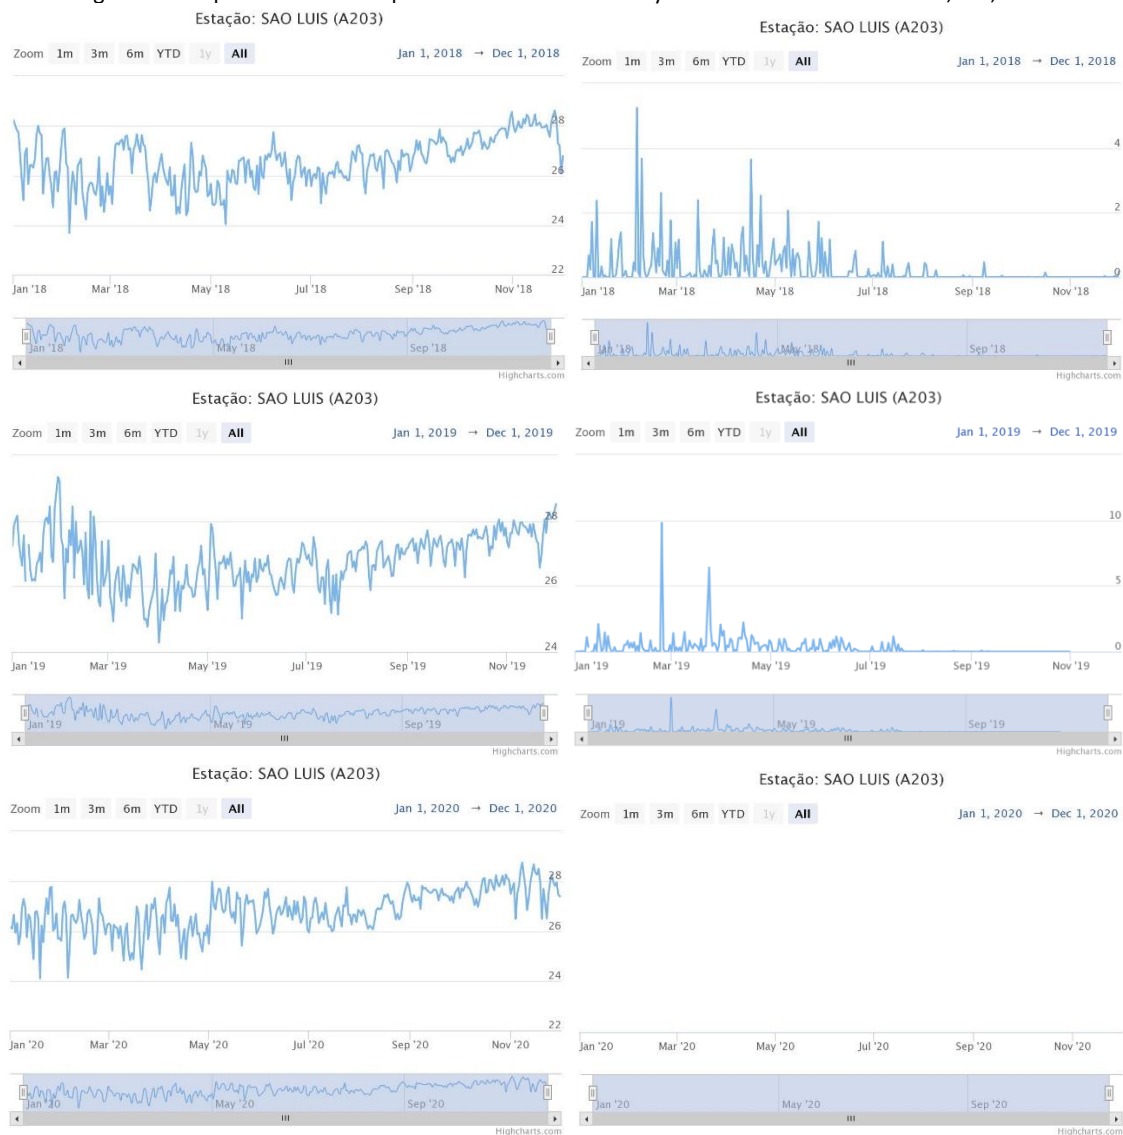 Estação: SAO LUIS (A203)
Zoom 1m 3m 6m YTD 1y All Jan 1, 2018 → Dec 1, 2018
28
26
24
22
Jan '18 Mar '18 May '18 Jul '18 Sep '18 Nov '18
Jan '18 May '18 Sep '18
Highcharts.com
Estação: SAO LUIS (A203)
Zoom 1m 3m 6m YTD 1y All Jan 1, 2018 → Dec 1, 2018
4
2
0
Jan '18 Mar '18 May '18 Jul '18 Sep '18 Nov '18
Jan '18 May '18 Sep '18
Highcharts.com
Estação: SAO LUIS (A203)
Zoom 1m 3m 6m YTD 1y All Jan 1, 2019 → Dec 1, 2019
28
26
24
Jan '19 Mar '19 May '19 Jul '19 Sep '19 Nov '19
Jan '19 May '19 Sep '19
Highcharts.com
Estação: SAO LUIS (A203)
Zoom 1m 3m 6m YTD 1y All Jan 1, 2019 → Dec 1, 2019
10
5
0
Jan '19 Mar '19 May '19 Jul '19 Sep '19 Nov '19
Jan '19 May '19 Sep '19
Highcharts.com
Estação: SAO LUIS (A203)
Zoom 1m 3m 6m YTD 1y All Jan 1, 2020 → Dec 1, 2020
28
26
24
22
Jan '20 Mar '20 May '20 Jul '20 Sep '20 Nov '20
Jan '20 May '20 Sep '20
Highcharts.com
Estação: SAO LUIS (A203)
Zoom 1m 3m 6m YTD 1y All Jan 1, 2020 → Dec 1, 2020
Jan '20 Mar '20 May '20 Jul '20 Sep '20 Nov '20
Jan '20 May '20 Sep '20
Highcharts.com